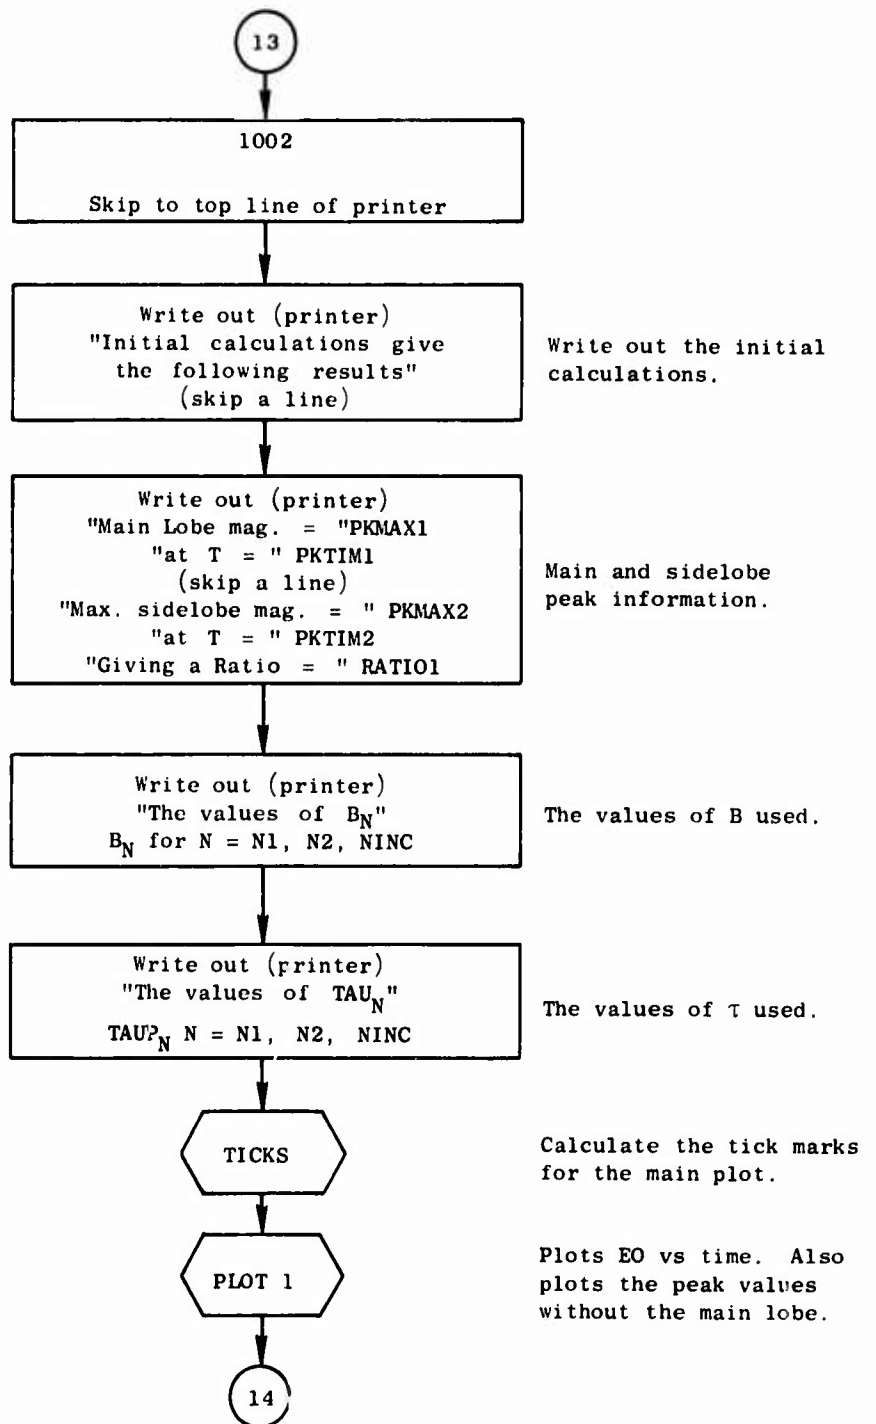 13
1002
Skip to top line of printer
Write out (printer)
"Initial calculations give
the following results"
(skip a line)
Write out the initial
calculations.
Write out (printer)
"Main Lobe mag. = "PKMAX1
"at T = " PKTIM1
(skip a line)
"Max. sidelobe mag. = " PKMAX2
"at T = " PKTIM2
"Giving a Ratio = " RATIO1
Main and sidelobe
peak information.
Write out (printer)
"The values of B_N"
B_N for N = N1, N2, NINC
The values of B used.
Write out (printer)
"The values of TAU_N"
N = N1, N2, NINC
The values of τ used.
TICKS
Calculate the tick marks
for the main plot.
PLOT 1
Plots EO vs time. Also
plots the peak values
without the main lobe.
14